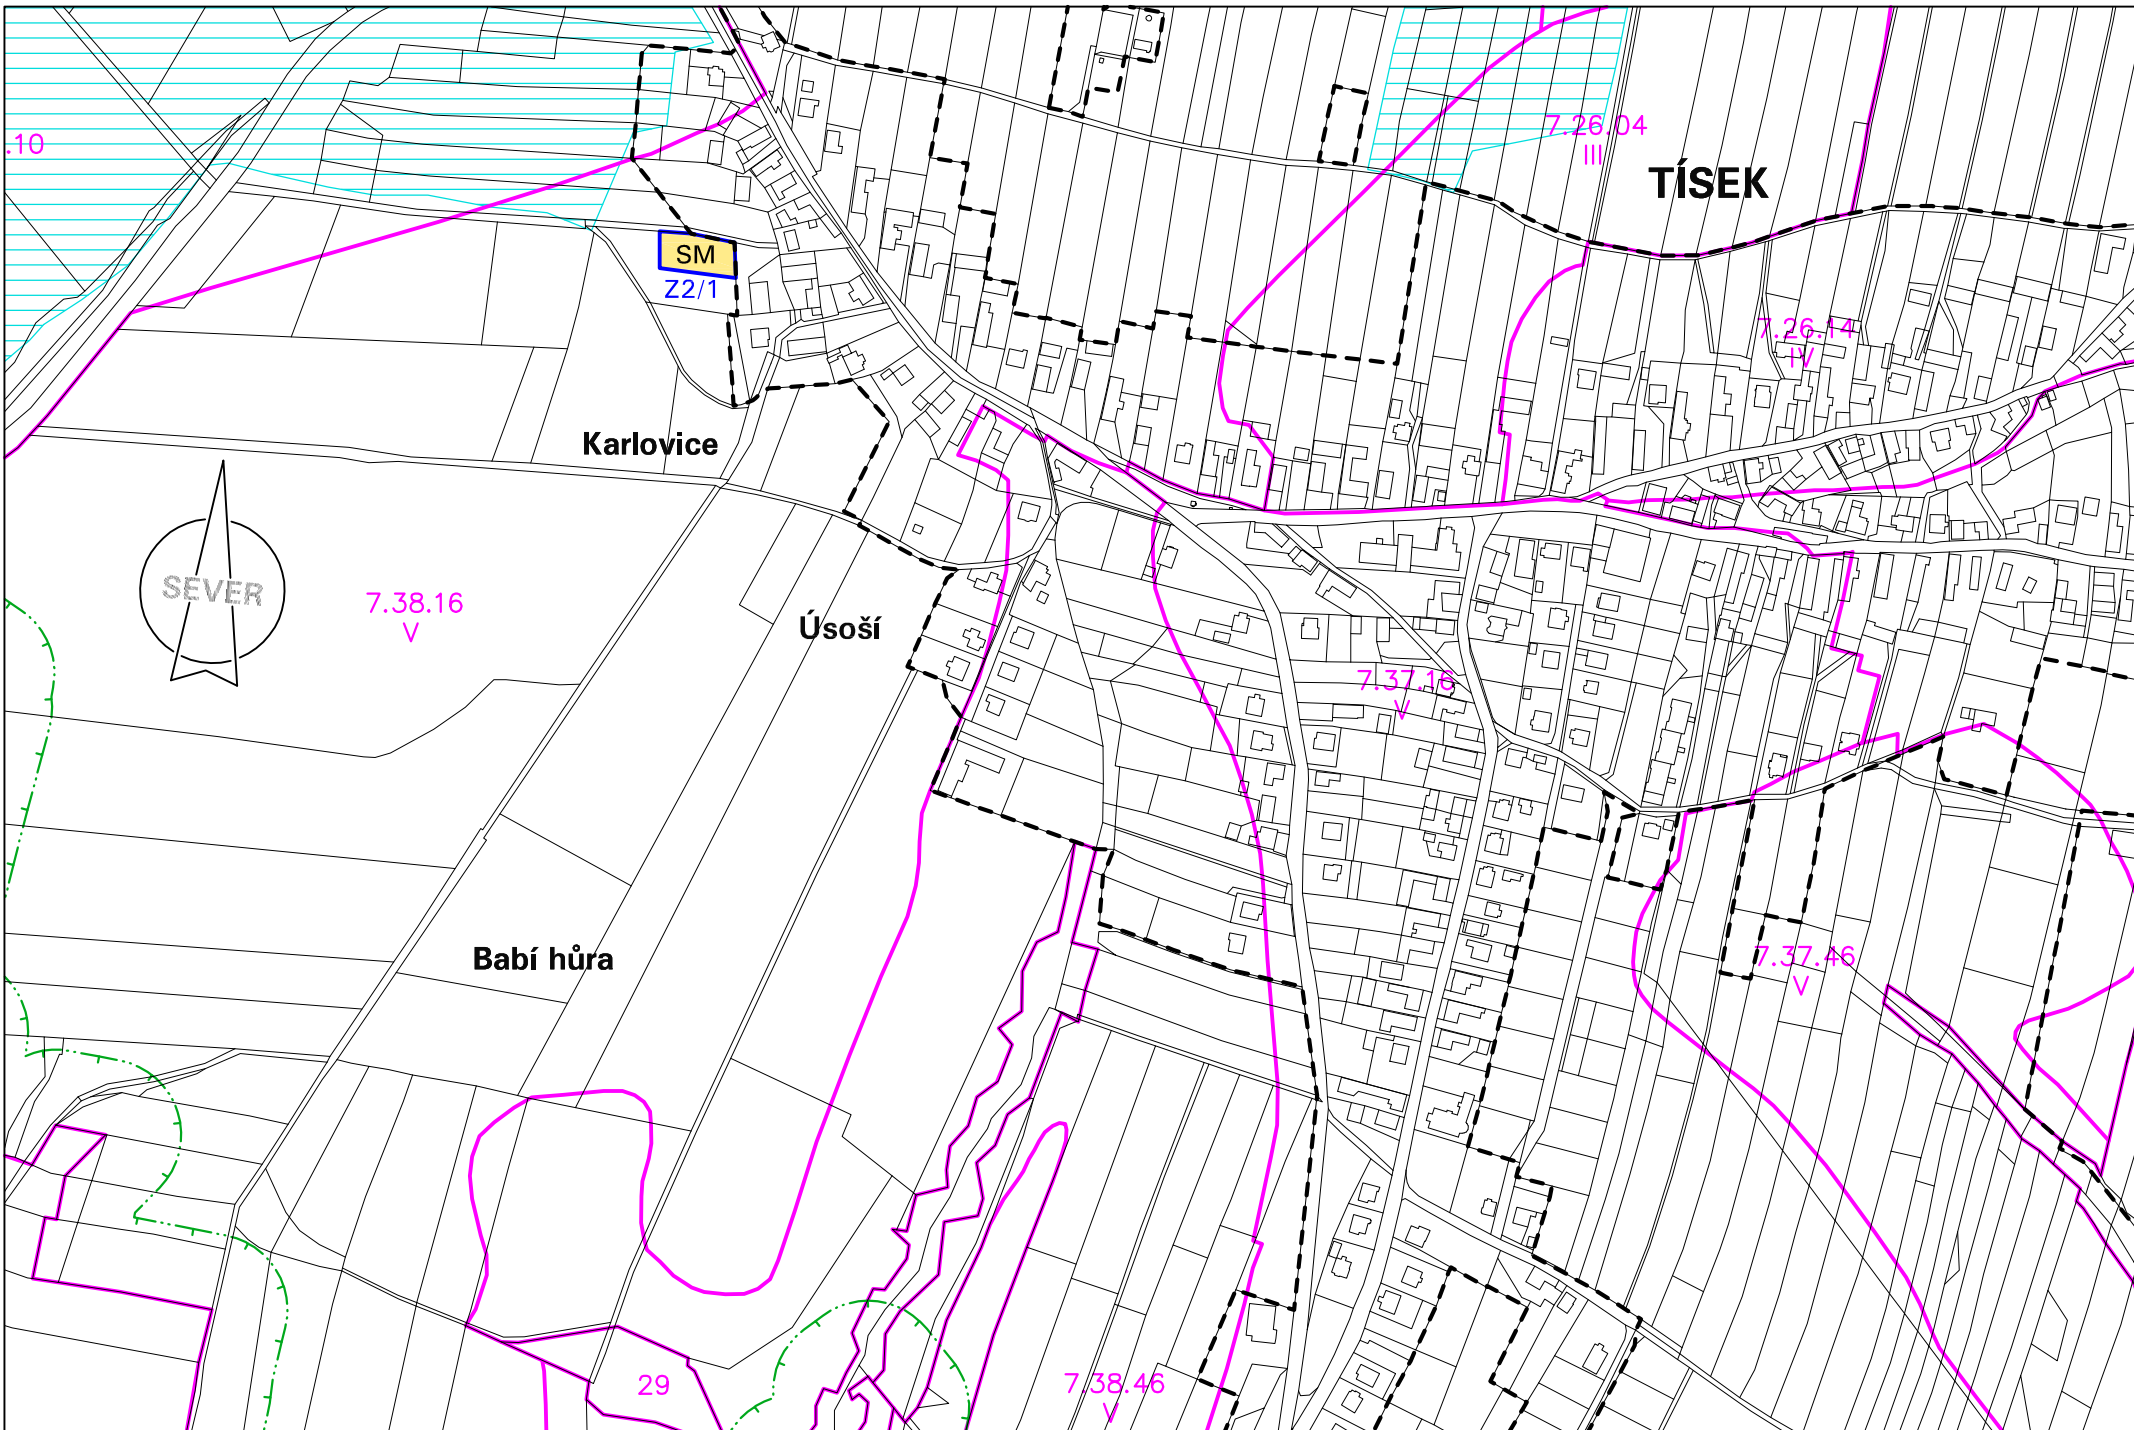 7.26.04
III
.10
TÍSEK
SM
Z2/1
7.26.14
IV
Karlovice
SEVER
7.38.16
V
Úsoší
7.37.16
V
Babí hůra
7.37.46
V
29
7.38.46
V